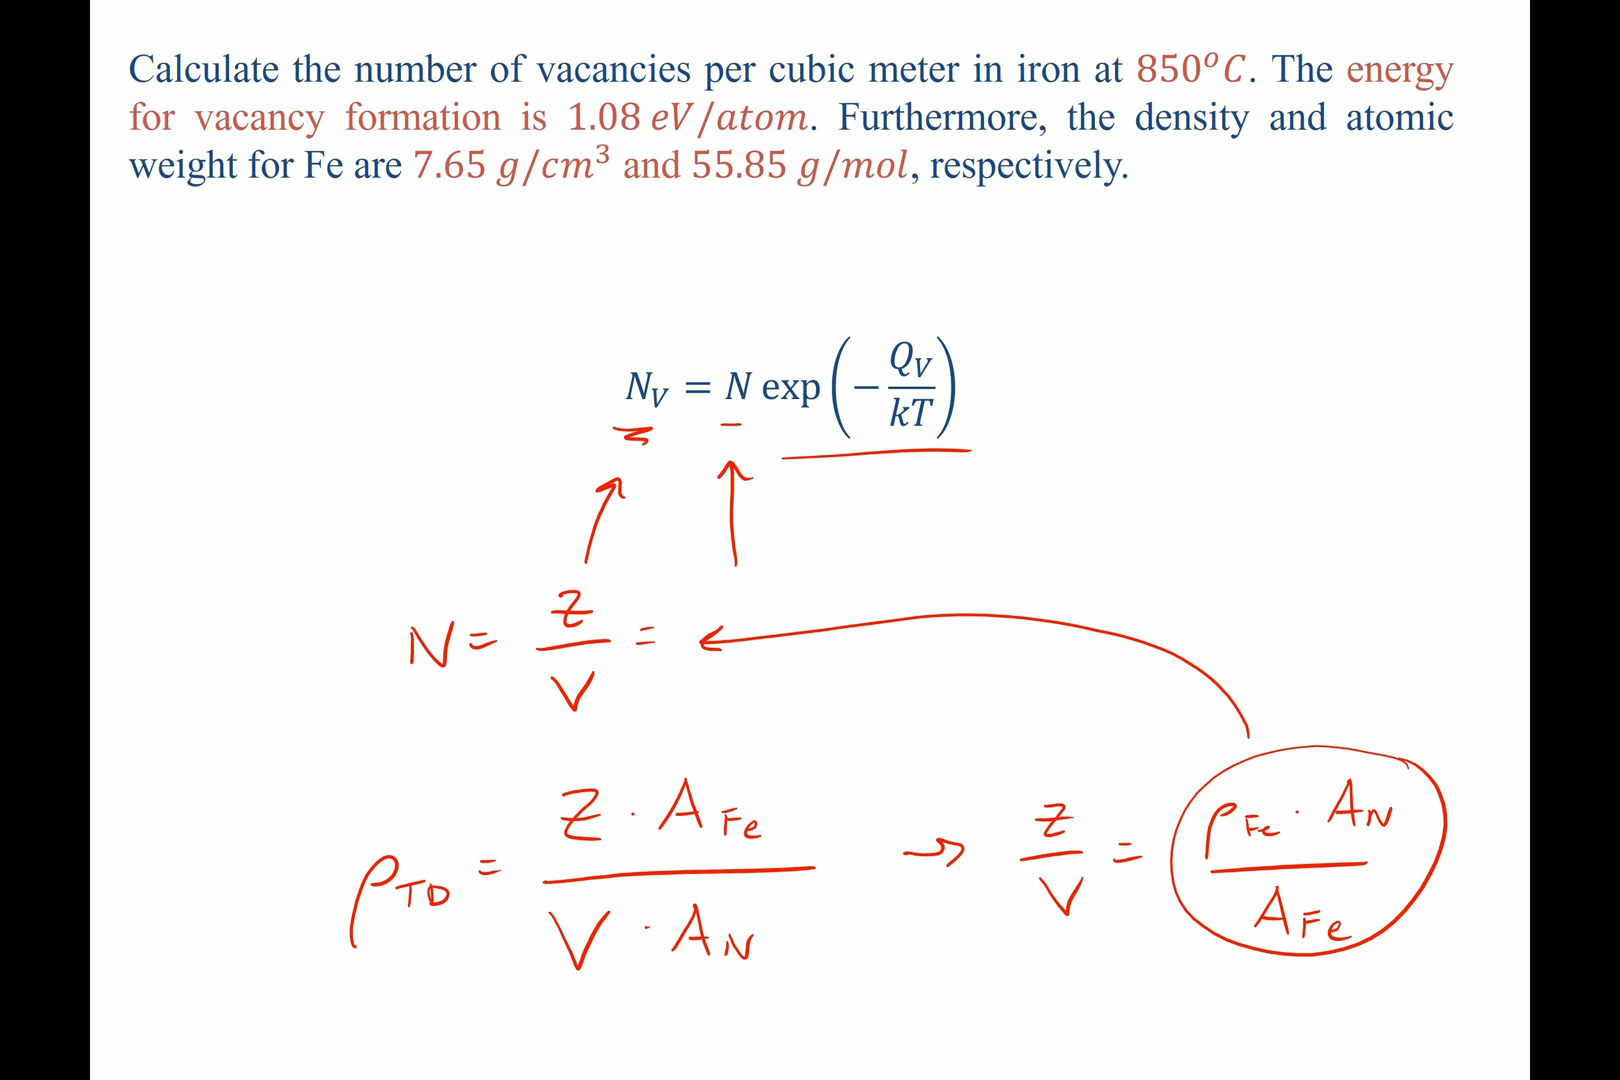 Calculate the number of vacancies per cubic meter in iron at 850°C. The energy
for vacancy formation is 1.08 eV/atom. Furthermore, the density and atomic
weight for Fe are 7.65 g/cm³ and 55.85 g/mol, respectively.
N_V = N exp(−Q_V/kT)
N = Z/V =
ρ_TD = Z · A_Fe / V · A_N → Z/V = ρ_Fe · A_N / A_Fe